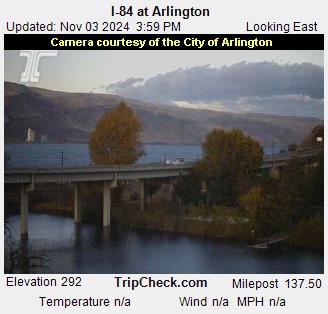 I-84 at Arlington
Updated: Nov 03 2024 3:59 PM Looking East
Camera courtesy of the City of Arlington
Elevation 292 TripCheck.com Milepost 137.50
Temperature n/a Wind n/a MPH n/a